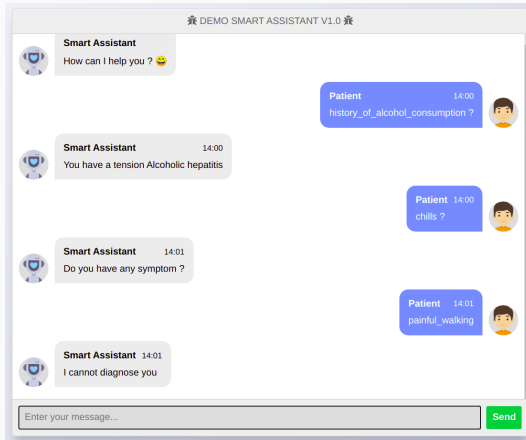 DEMO SMART ASSISTANT V1.0
Smart Assistant
How can I help you ?
Patient 14:00
history_of_alcohol_consumption ?
Smart Assistant 14:00
You have a tension Alcoholic hepatitis
Patient 14:00
chills ?
Smart Assistant 14:01
Do you have any symptom ?
Patient 14:01
painful_walking
Smart Assistant 14:01
I cannot diagnose you
Enter your message...
Send